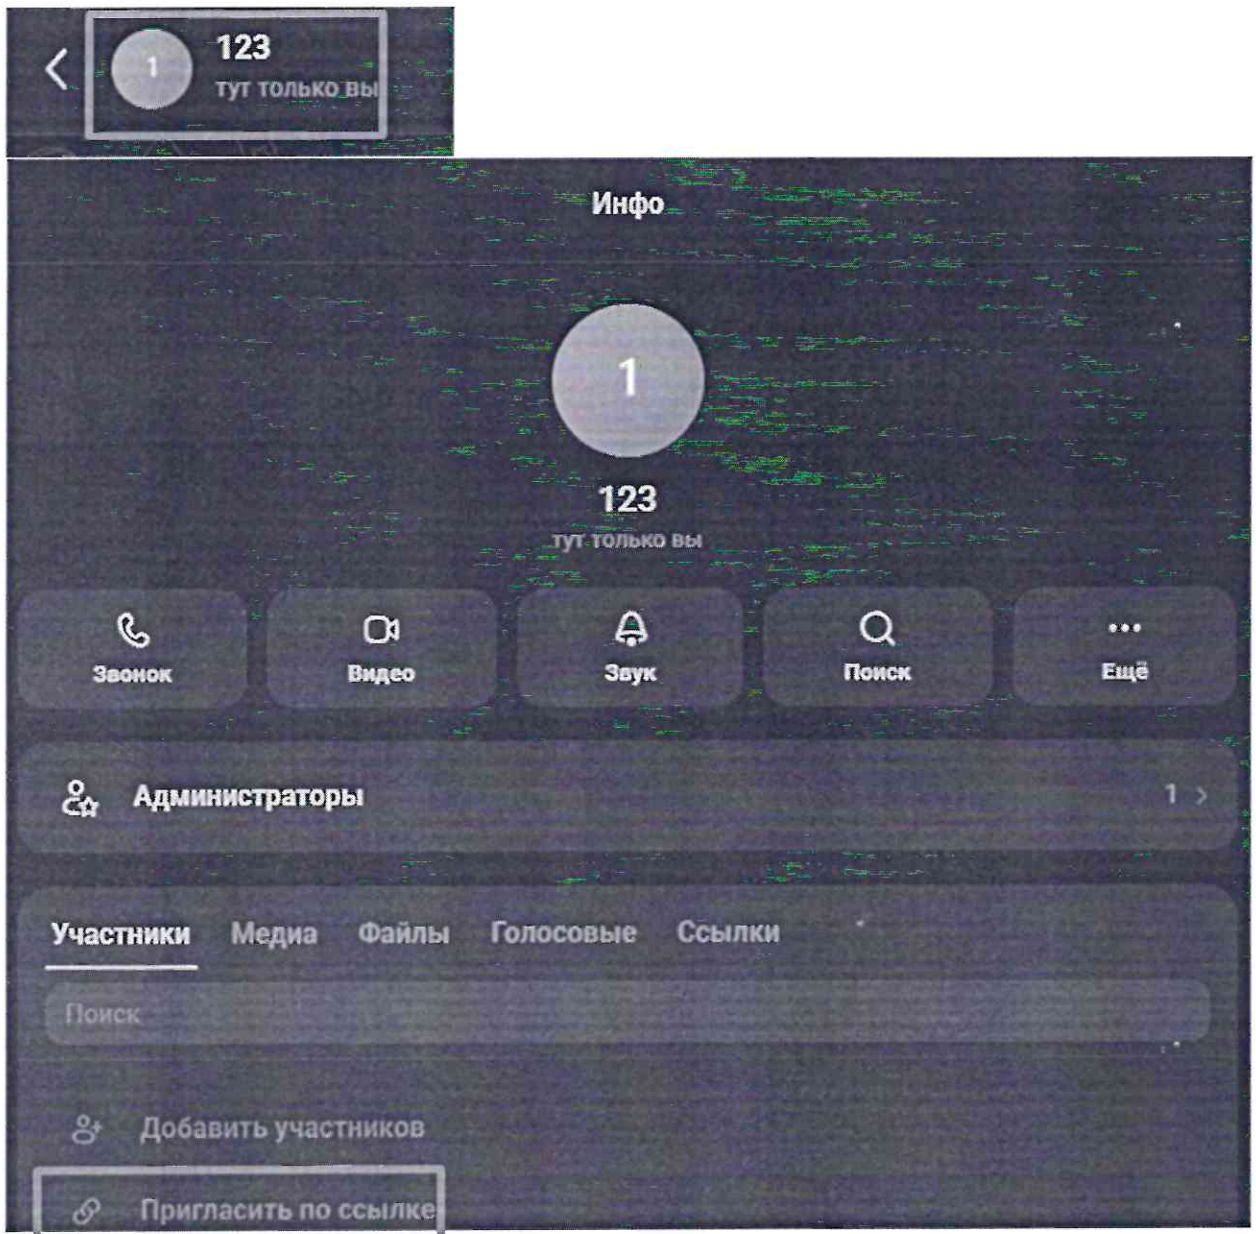 1
123
тут только вы
Инфо
1
123
тут только вы
Звонок
Видео
Звук
Поиск
Ещё
Администраторы
1
Участники Медиа Файлы Голосовые Ссылки
Поиск
Добавить участников
Пригласить по ссылке